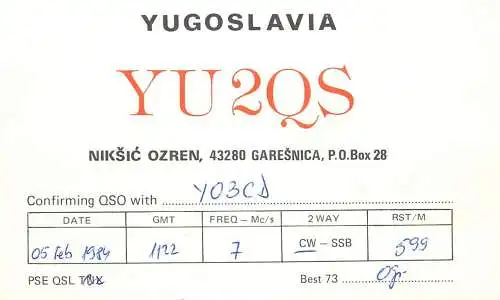 YUGOSLAVIA
YU2QS
NIKŠIĆ OZREN, 43280 GAREŠNICA, P.O.Box 28
Confirming QSO with YO3CD
DATE GMT FREQ – Mc/s 2 WAY RST/M
05 Feb 1984 1122 7 CW – SSB 599
PSE QSL TNX Best 73